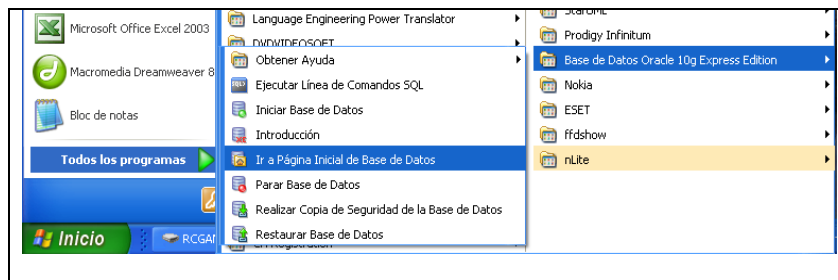 Microsoft Office Excel 2003
Macromedia Dreamweaver 8
Bloc de notas
Todos los programas
Inicio
RCGAN
Language Engineering Power Translator
DVDVIDEOSOFT
Obtener Ayuda
Ejecutar Línea de Comandos SQL
Iniciar Base de Datos
Introducción
Ir a Página Inicial de Base de Datos
Parar Base de Datos
Realizar Copia de Seguridad de la Base de Datos
Restaurar Base de Datos
StarUML
Prodigy Infinitum
Base de Datos Oracle 10g Express Edition
Nokia
ESET
ffdshow
nLite